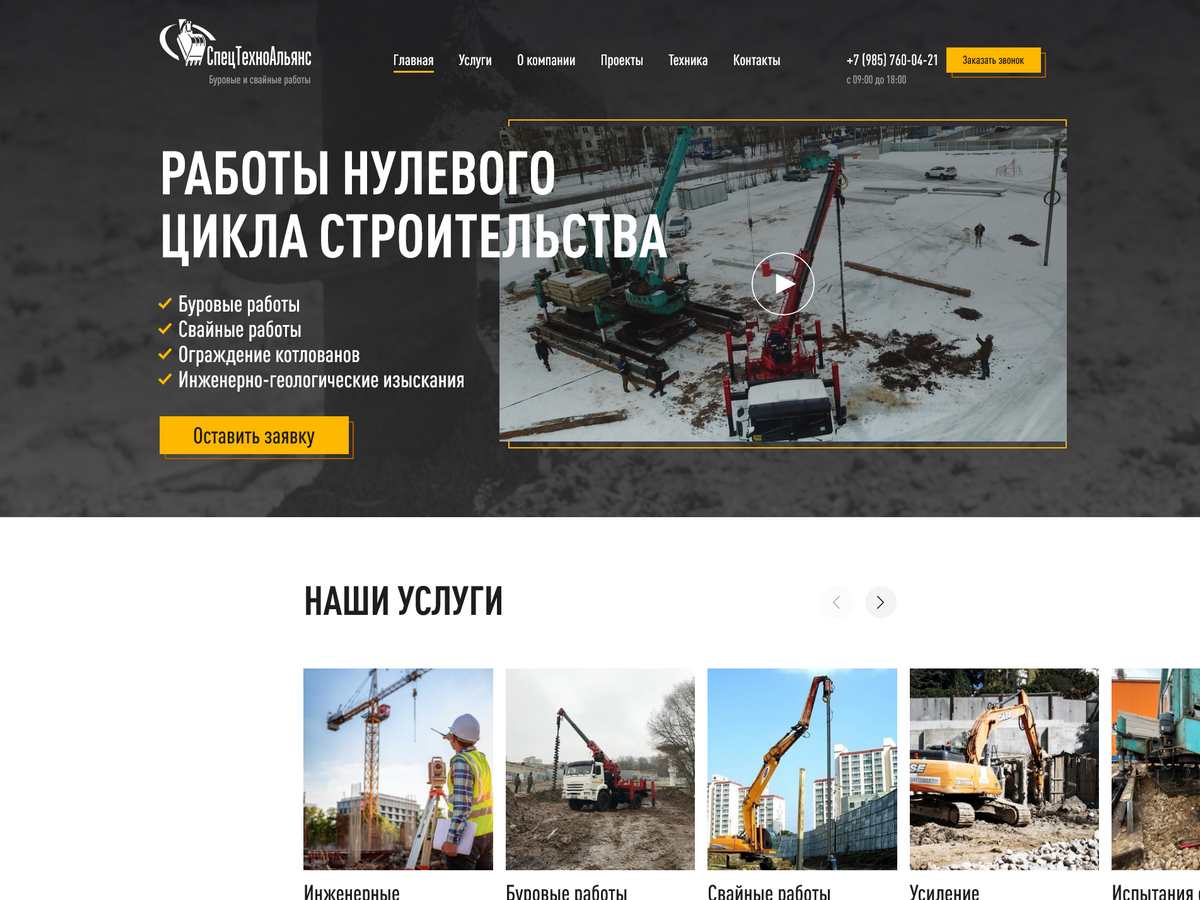 СпецТехноАльянс
Буровые и свайные работы
Главная
Услуги
О компании
Проекты
Техника
Контакты
+7 (985) 760-04-21
с 09:00 до 18:00
Заказать звонок
РАБОТЫ НУЛЕВОГО
ЦИКЛА СТРОИТЕЛЬСТВА
Буровые работы
Свайные работы
Ограждение котлованов
Инженерно-геологические изыскания
Оставить заявку
НАШИ УСЛУГИ
CASE
SE
Инженерные
Буровые работы
Свайные работы
Усиление
Испытания